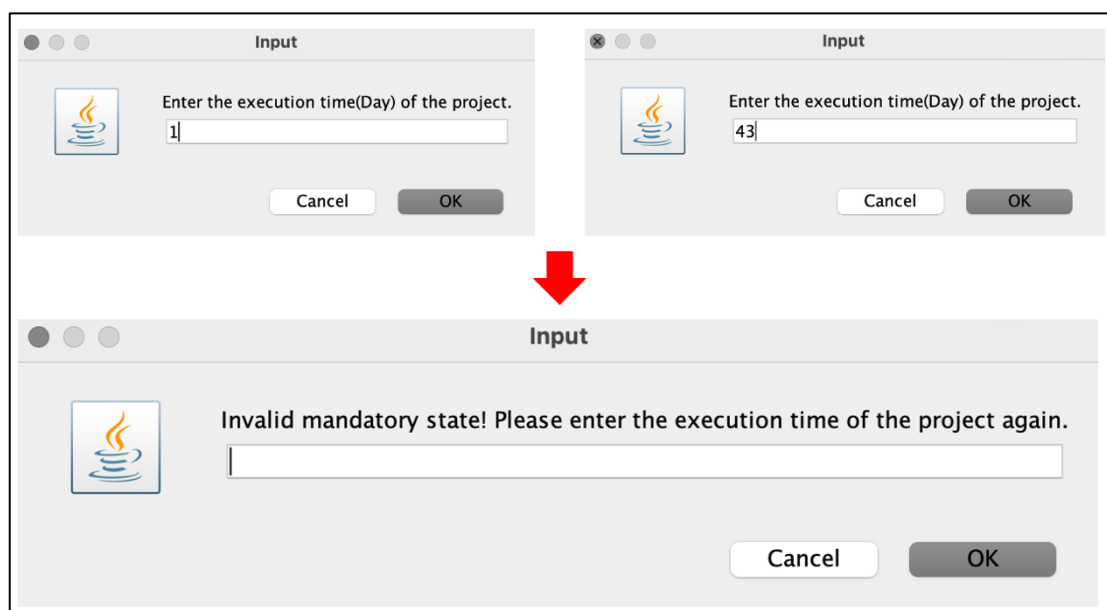 Input
Enter the execution time(Day) of the project.
1
Cancel OK
Input
Enter the execution time(Day) of the project.
43
Cancel OK
Input
Invalid mandatory state! Please enter the execution time of the project again.
Cancel OK